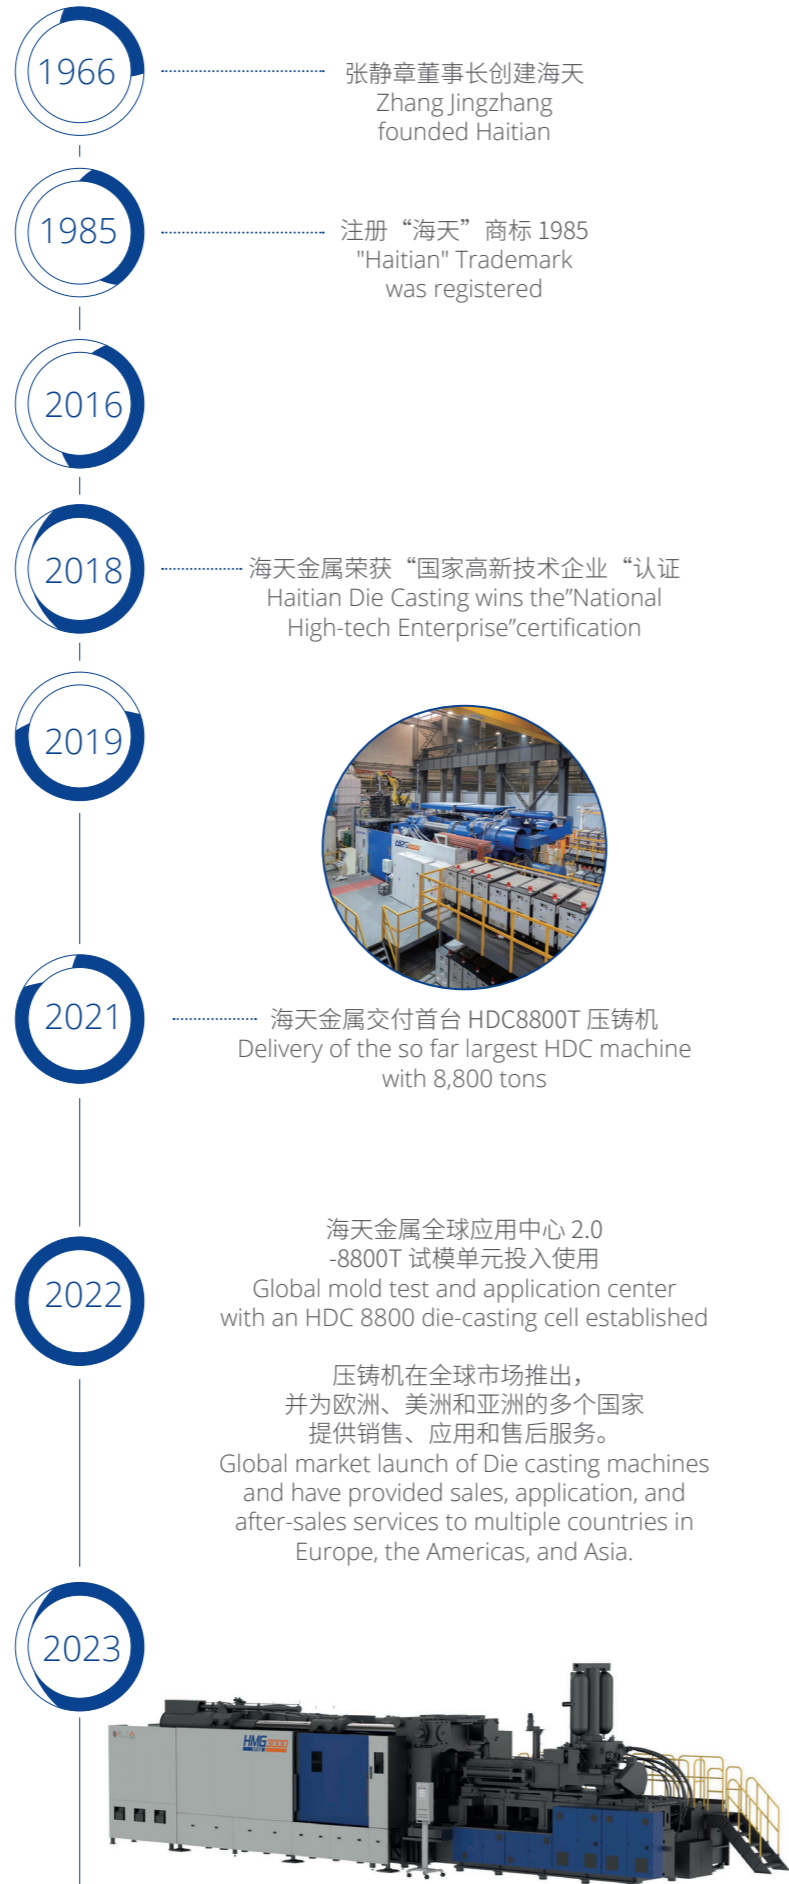 1966
张静章董事长创建海天
Zhang Jingzhang
founded Haitian
1985
注册“海天”商标 1985
"Haitian" Trademark
was registered
2016
2018
海天金属荣获“国家高新技术企业“认证
Haitian Die Casting wins the”National
High-tech Enterprise”certification
2019
2021
海天金属交付首台 HDC8800T 压铸机
Delivery of the so far largest HDC machine
with 8,800 tons
2022
海天金属全球应用中心 2.0
-8800T 试模单元投入使用
Global mold test and application center
with an HDC 8800 die-casting cell established
压铸机在全球市场推出，
并为欧洲、美洲和亚洲的多个国家
提供销售、应用和售后服务。
Global market launch of Die casting machines
and have provided sales, application, and
after-sales services to multiple countries in
Europe, the Americas, and Asia.
2023
HMG3000